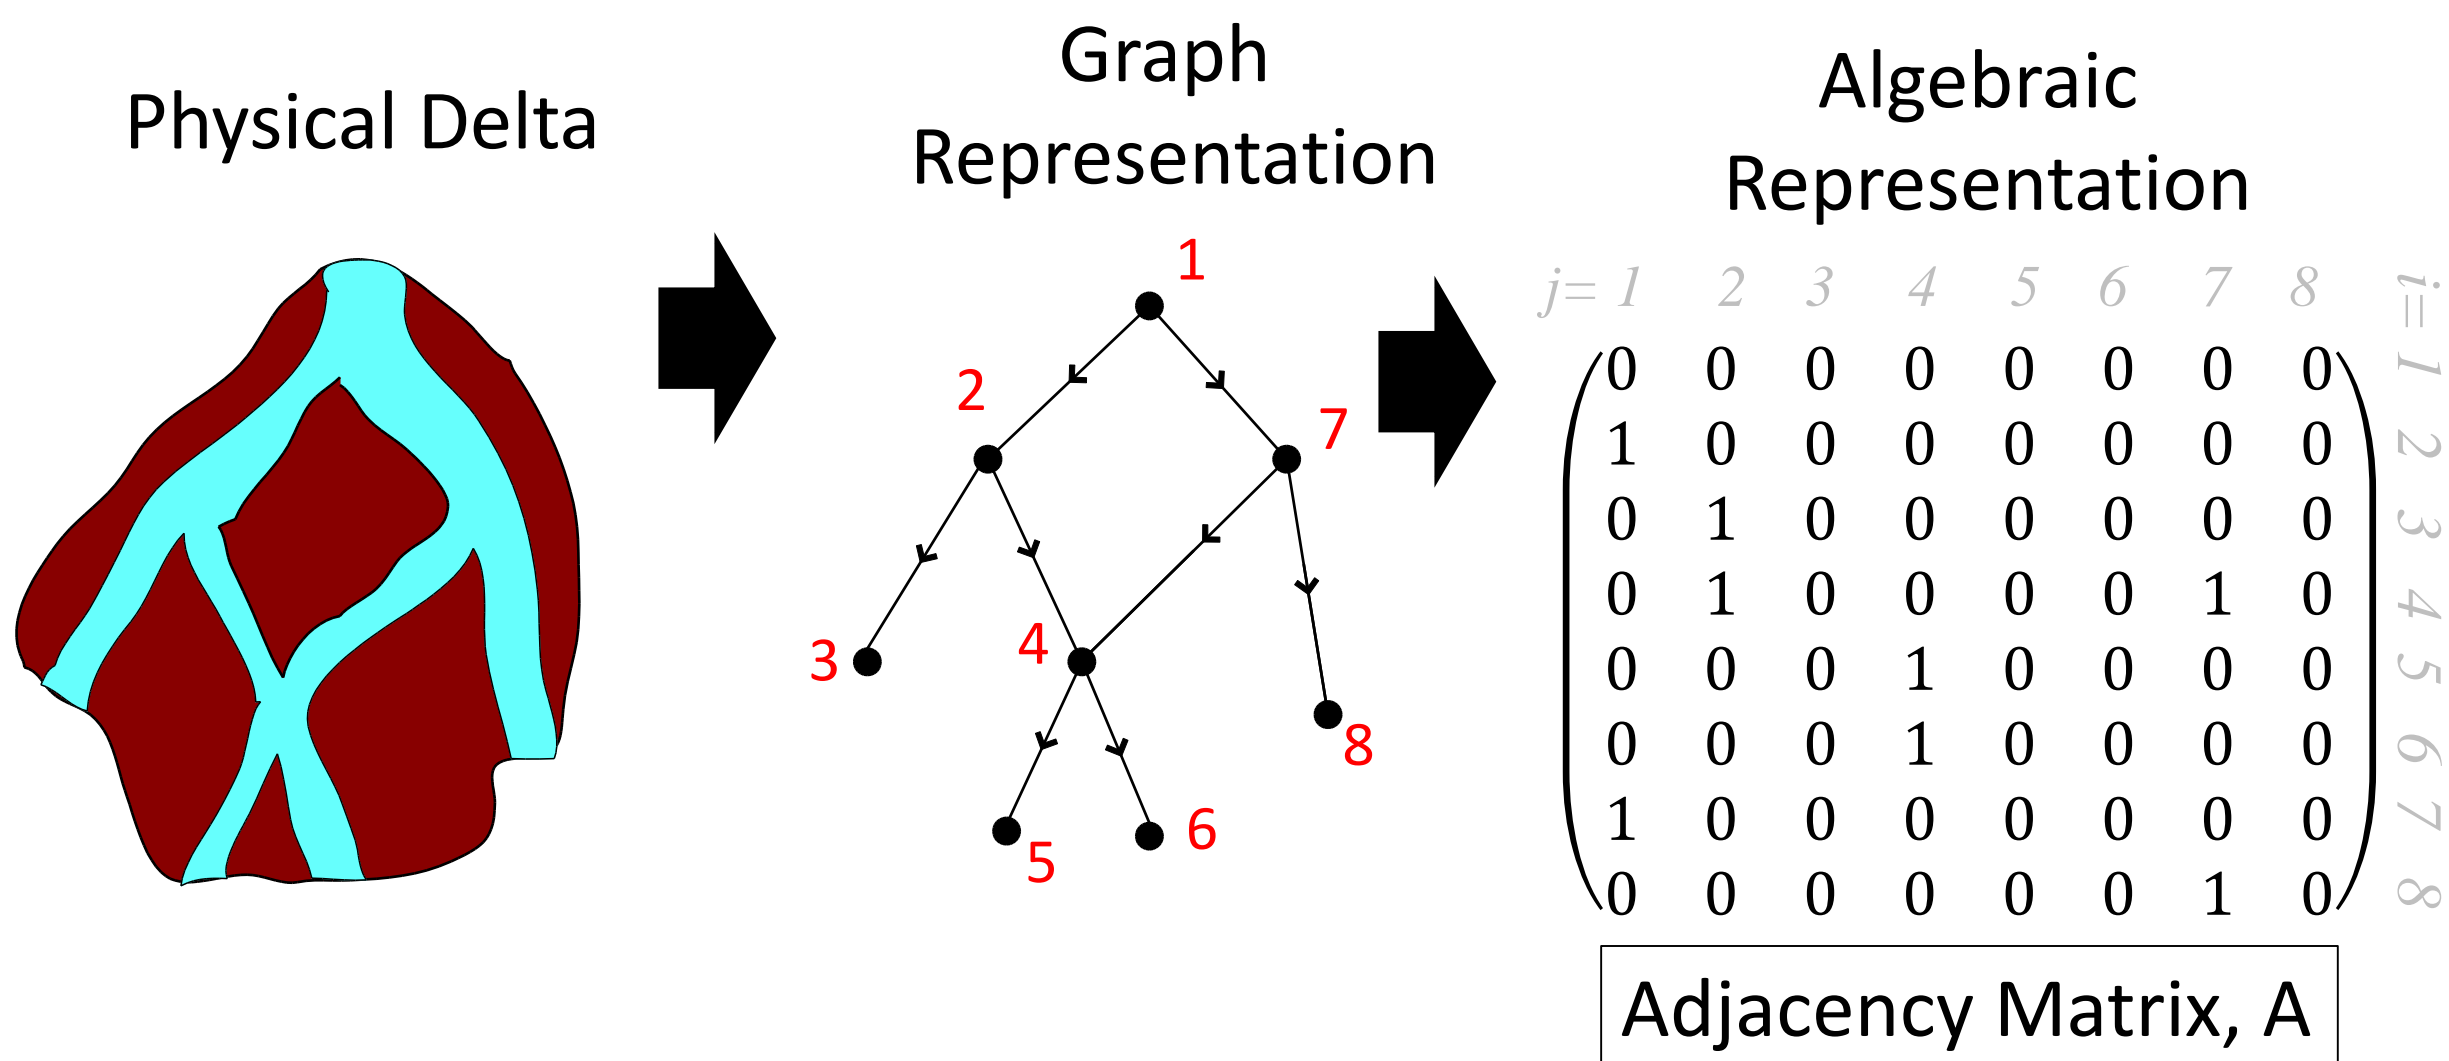 Physical Delta
Graph
Representation
1
2
7
3
4
8
5
6
Algebraic
Representation
j= 1 2 3 4 5 6 7 8
i= 1 2 3 4 5 6 7 8
0 0 0 0 0 0 0 0
1 0 0 0 0 0 0 0
0 1 0 0 0 0 0 0
0 1 0 0 0 0 1 0
0 0 0 1 0 0 0 0
0 0 0 1 0 0 0 0
1 0 0 0 0 0 0 0
0 0 0 0 0 0 1 0
Adjacency Matrix, A